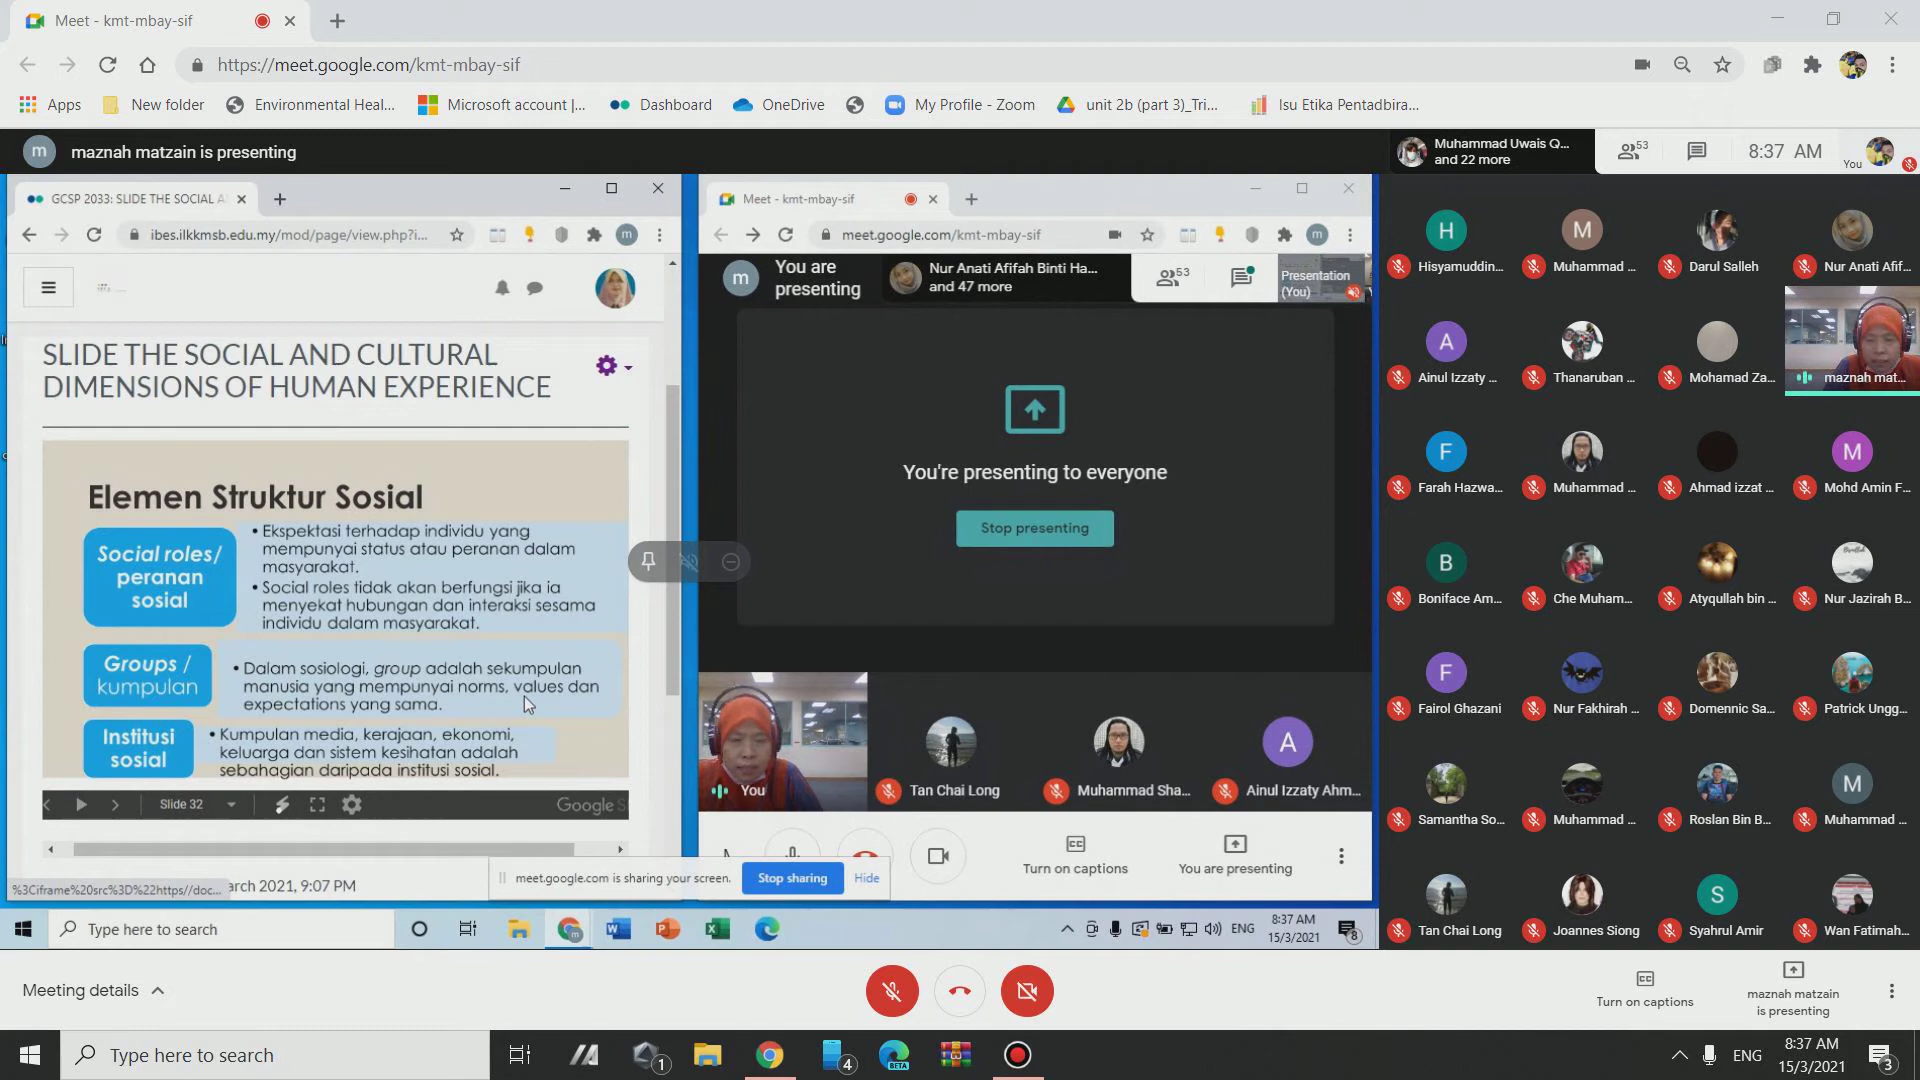 Meet - kmt-mbay-sif
https://meet.google.com/kmt-mbay-sif
Apps
New folder
Environmental Heal...
Microsoft account |...
Dashboard
OneDrive
My Profile - Zoom
unit 2b (part 3)_Tri...
Isu Etika Pentadbira...
m
maznah matzain is presenting
Muhammad Uwais Q...
and 22 more
53
8:37 AM
You
GCSP 2033: SLIDE THE SOCIAL A
ibes.ilkkmsb.edu.my/mod/page/view.php?i...
m
SLIDE THE SOCIAL AND CULTURAL
DIMENSIONS OF HUMAN EXPERIENCE
Elemen Struktur Sosial
Social roles/
peranan
sosial
• Ekspektasi terhadap individu yang
mempunyai status atau peranan dalam
masyarakat.
• Social roles tidak akan berfungsi jika ia
menyekat hubungan dan interaksi sesama
individu dalam masyarakat.
Groups /
kumpulan
• Dalam sosiologi, group adalah sekumpulan
manusia yang mempunyai norms, values dan
expectations yang sama.
Institusi
sosial
• Kumpulan media, kerajaan, ekonomi,
keluarga dan sistem kesihatan adalah
sebahagian daripada institusi sosial.
Slide 32
Google S
%3Ciframe%20src%3D%22https//doc...
arch 2021, 9:07 PM
Meet - kmt-mbay-sif
meet.google.com/kmt-mbay-sif
m
m
You are
presenting
Nur Anati Afifah Binti Ha...
and 47 more
53
Presentation
(You)
You're presenting to everyone
Stop presenting
You
Tan Chai Long
Muhammad Sha...
A
Ainul Izzaty Ahm...
Turn on captions
You are presenting
meet.google.com is sharing your screen.
Stop sharing
Hide
Type here to search
ENG
8:37 AM
15/3/2021
8
H
Hisyamuddin...
M
Muhammad ...
Darul Salleh
Nur Anati Afif...
A
Ainul Izzaty ...
Thanaruban ...
Mohamad Za...
maznah mat...
F
Farah Hazwa...
Muhammad ...
Ahmad izzat ...
M
Mohd Amin F...
B
Boniface Am...
Che Muham...
Atyqullah bin ...
Nur Jazirah B...
F
Fairol Ghazani
Nur Fakhirah ...
Domennic Sa...
Patrick Ungg...
Samantha So...
Muhammad ...
Roslan Bin B...
M
Muhammad ...
Tan Chai Long
Joannes Siong
S
Syahrul Amir
Wan Fatimah...
Meeting details
Turn on captions
maznah matzain
is presenting
Type here to search
1
4
BETA
ENG
8:37 AM
15/3/2021
3